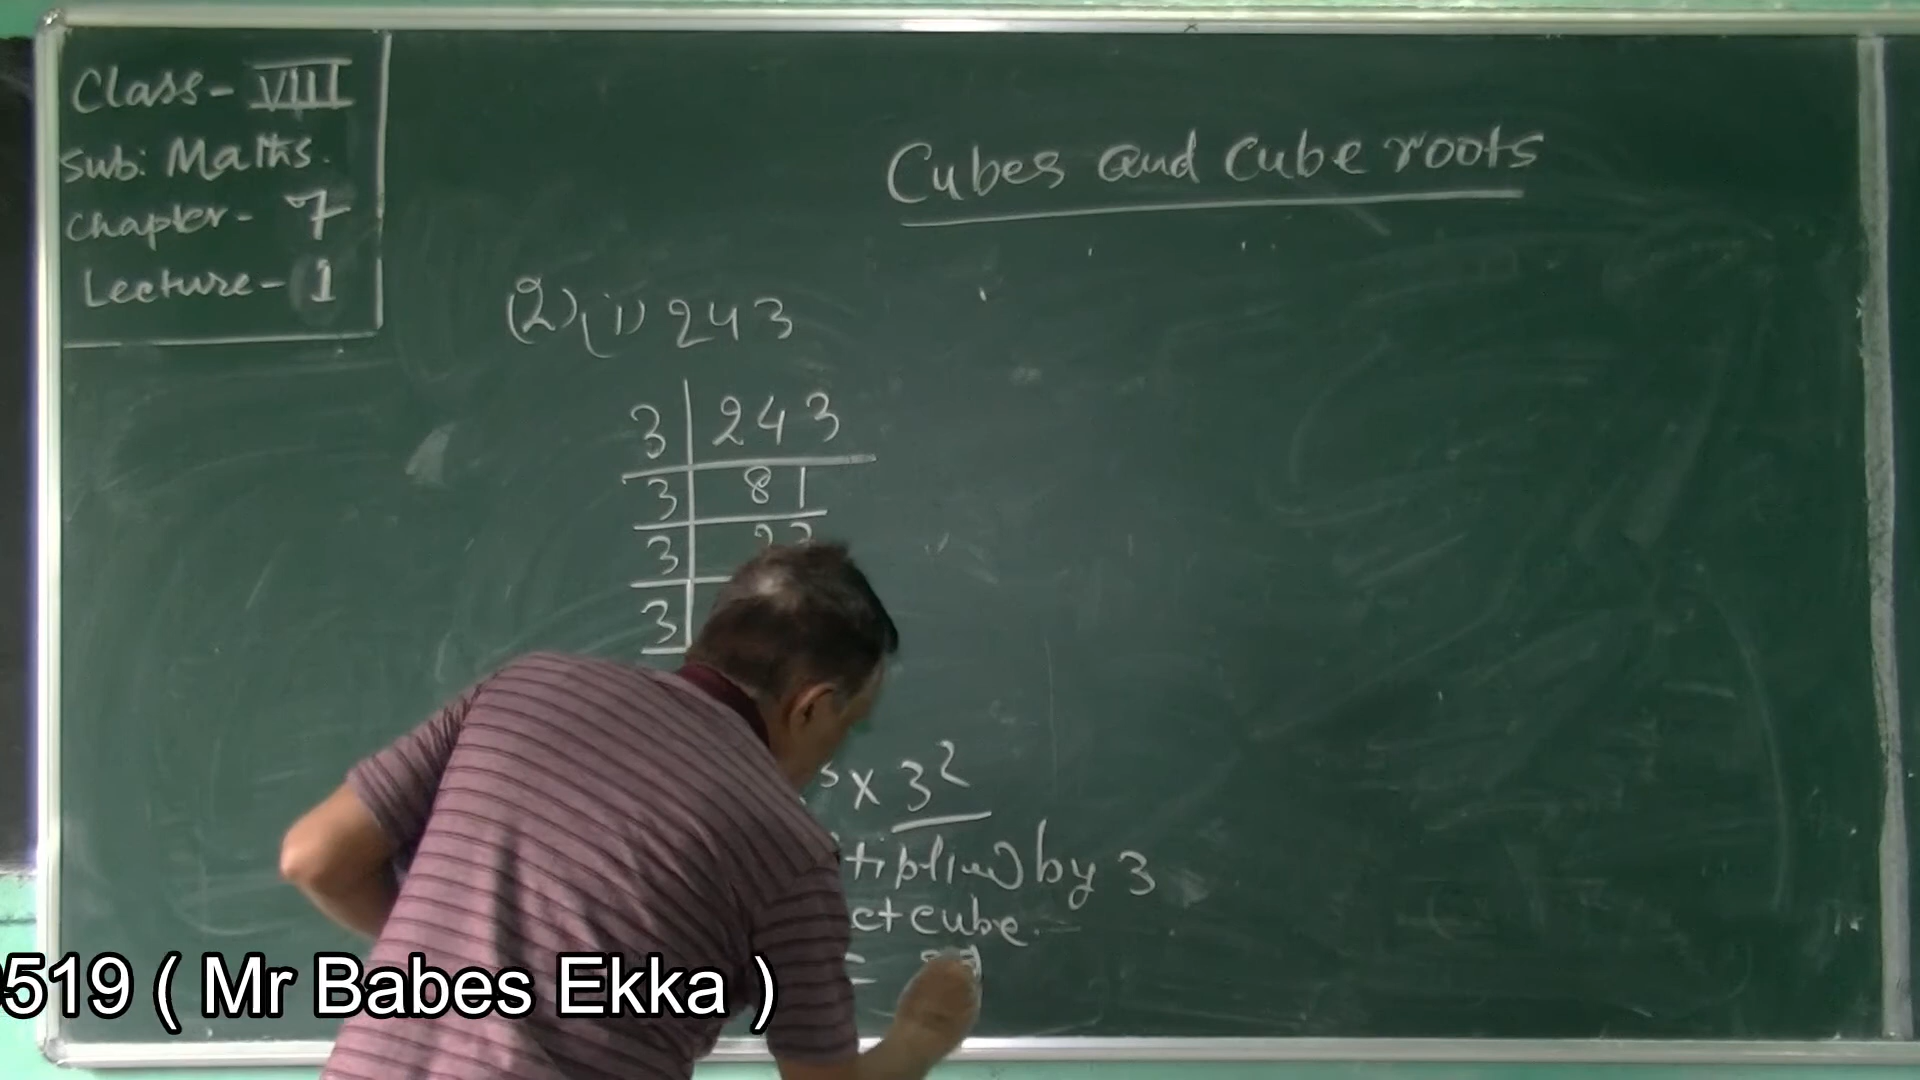 Class - VIII
Sub: Maths.
Chapter - 7
Lecture - 1
Cubes and Cube roots
(2) (i) 243
3 | 243
3 | 81
3 | 27
3
× 3²
by 3
cube.
519 ( Mr Babes Ekka )